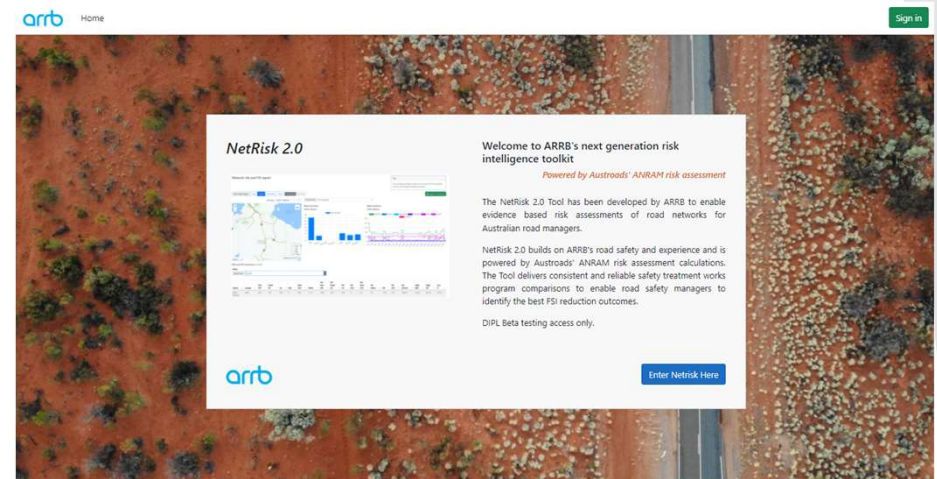 arrb
Home
Sign in
NetRisk 2.0
Welcome to ARRB's next generation risk
intelligence toolkit
Powered by Austroads' ANRAM risk assessment
The NetRisk 2.0 Tool has been developed by ARRB to enable
evidence based risk assessments of road networks for
Australian road managers.
NetRisk 2.0 builds on ARRB's road safety and experience and is
powered by Austroads' ANRAM risk assessment calculations.
The Tool delivers consistent and reliable safety treatment works
program comparisons to enable road safety managers to
identify the best FSI reduction outcomes.
DIPL Beta testing access only.
arrb
Enter Netrisk Here